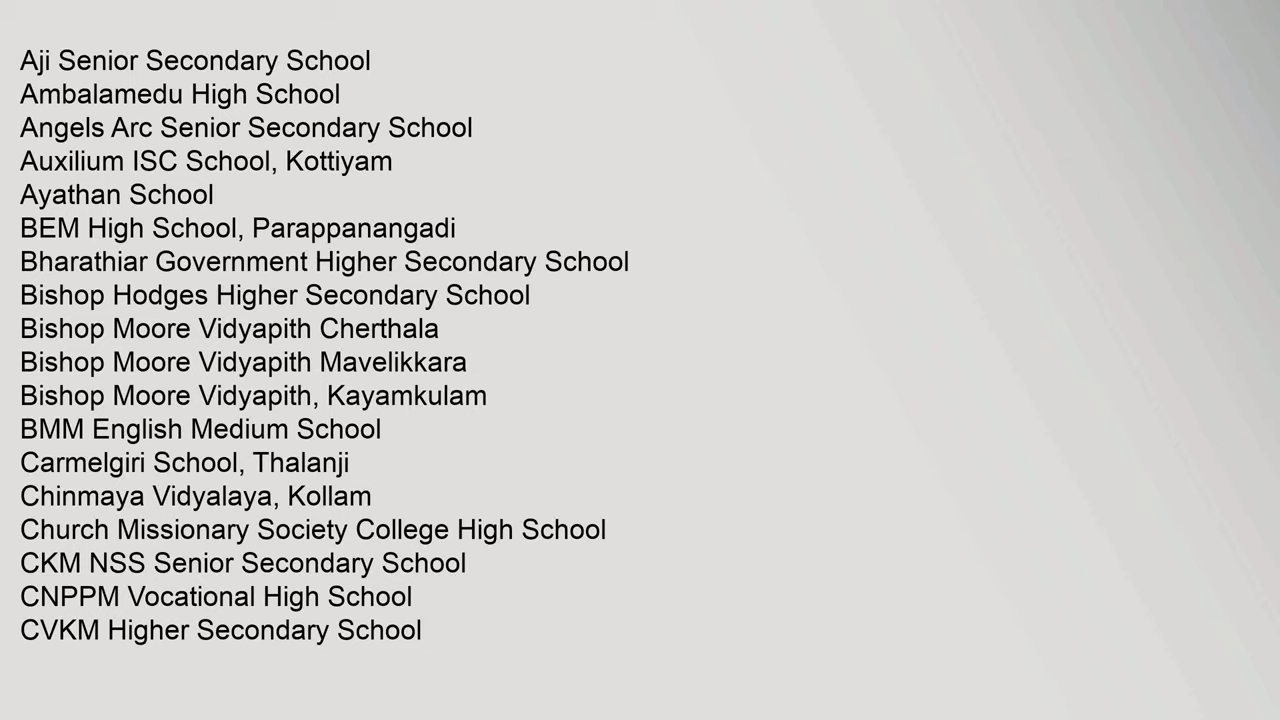 Aji Senior Secondary School
Ambalamedu High School
Angels Arc Senior Secondary School
Auxilium ISC School, Kottiyam
Ayathan School
BEM High School, Parappanangadi
Bharathiar Government Higher Secondary School
Bishop Hodges Higher Secondary School
Bishop Moore Vidyapith Cherthala
Bishop Moore Vidyapith Mavelikkara
Bishop Moore Vidyapith, Kayamkulam
BMM English Medium School
Carmelgiri School, Thalanji
Chinmaya Vidyalaya, Kollam
Church Missionary Society College High School
CKM NSS Senior Secondary School
CNPPM Vocational High School
CVKM Higher Secondary School